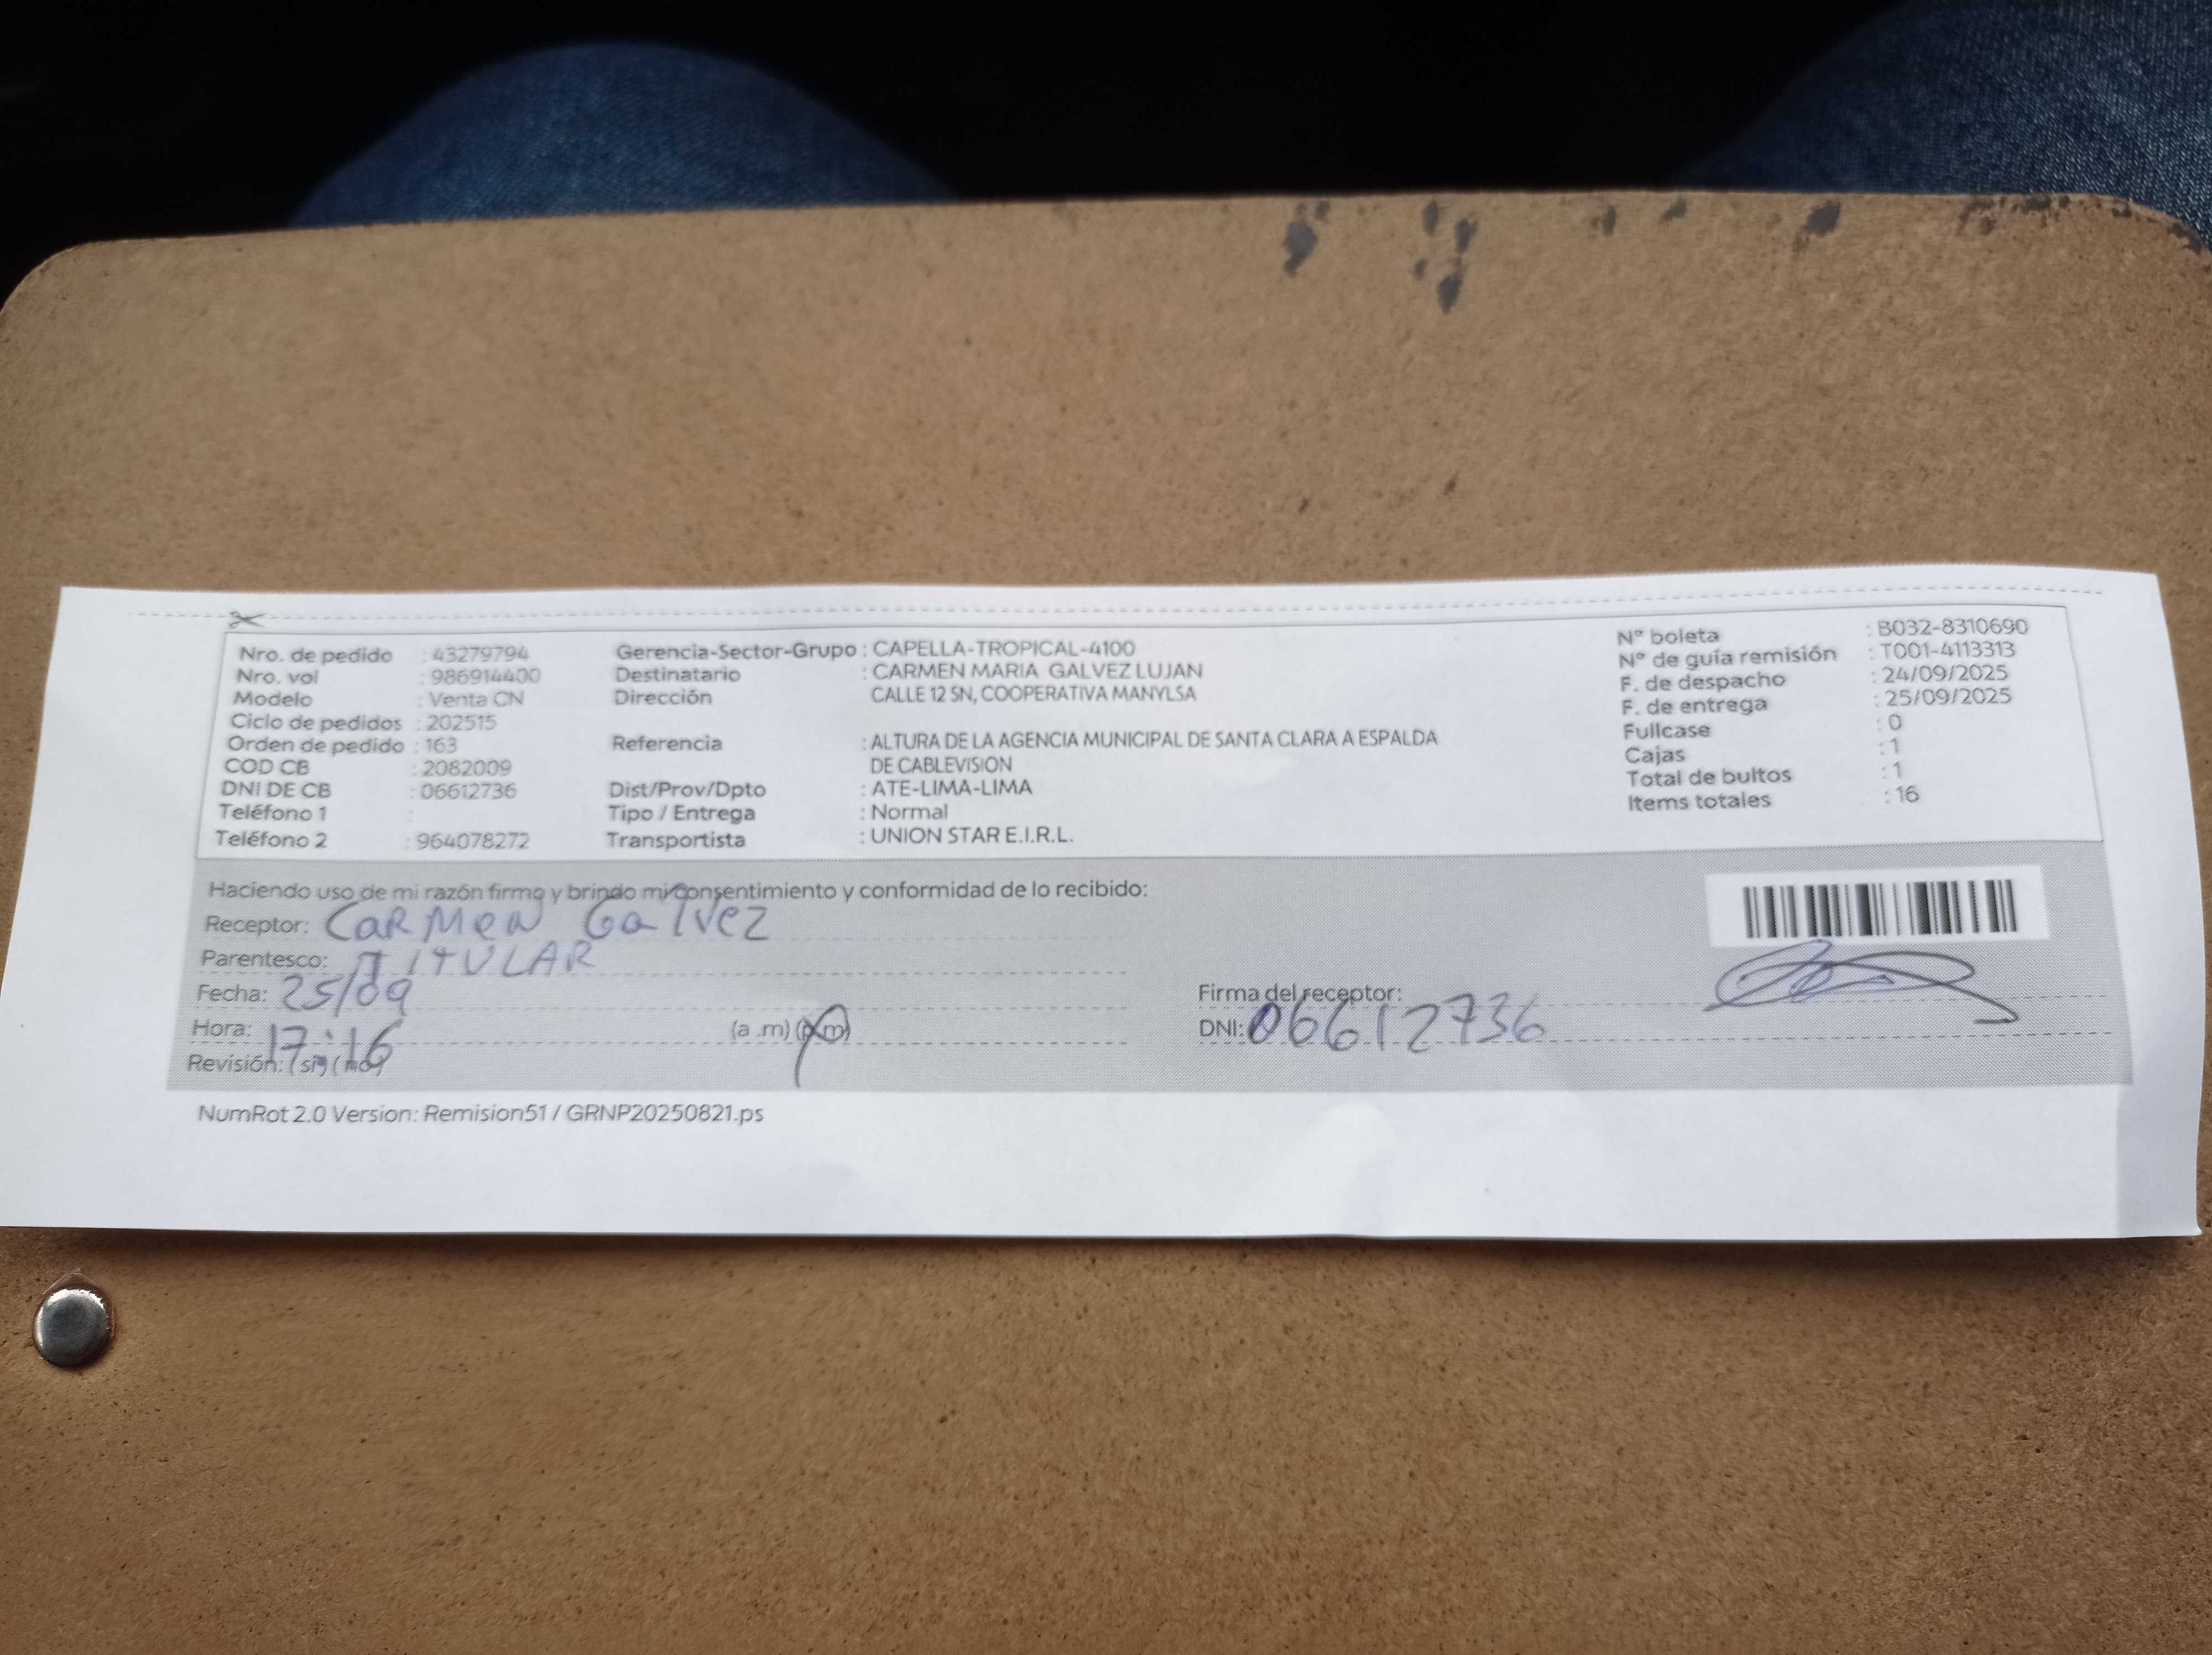 Nro. de pedido : 43279794
Nro. vol : 986914400
Modelo : Venta CN
Ciclo de pedidos : 202515
Orden de pedido : 163
COD CB : 2082009
DNI DE CB : 06612736
Teléfono 1 :
Teléfono 2 : 964078272
Gerencia-Sector-Grupo : CAPELLA-TROPICAL-4100
Destinatario : CARMEN MARIA GALVEZ LUJAN
Dirección CALLE 12 SN, COOPERATIVA MANYLSA
Referencia : ALTURA DE LA AGENCIA MUNICIPAL DE SANTA CLARA A ESPALDA
DE CABLEVISION
Dist/Prov/Dpto : ATE-LIMA-LIMA
Tipo / Entrega : Normal
Transportista : UNION STAR E.I.R.L.
N° boleta : B032-8310690
N° de guía remisión : T001-4113313
F. de despacho : 24/09/2025
F. de entrega : 25/09/2025
Fullcase : 0
Cajas : 1
Total de bultos : 1
Items totales : 16
Haciendo uso de mi razón firmo y brindo mi consentimiento y conformidad de lo recibido:
Receptor: CARMEN Galvez
Parentesco: TITULAR
Fecha: 25/09
Hora: 17:16 (a .m) (p.m)
Revisión: (si) (no)
Firma del receptor:
DNI: 06612736
NumRot 2.0 Version: Remision51 / GRNP20250821.ps